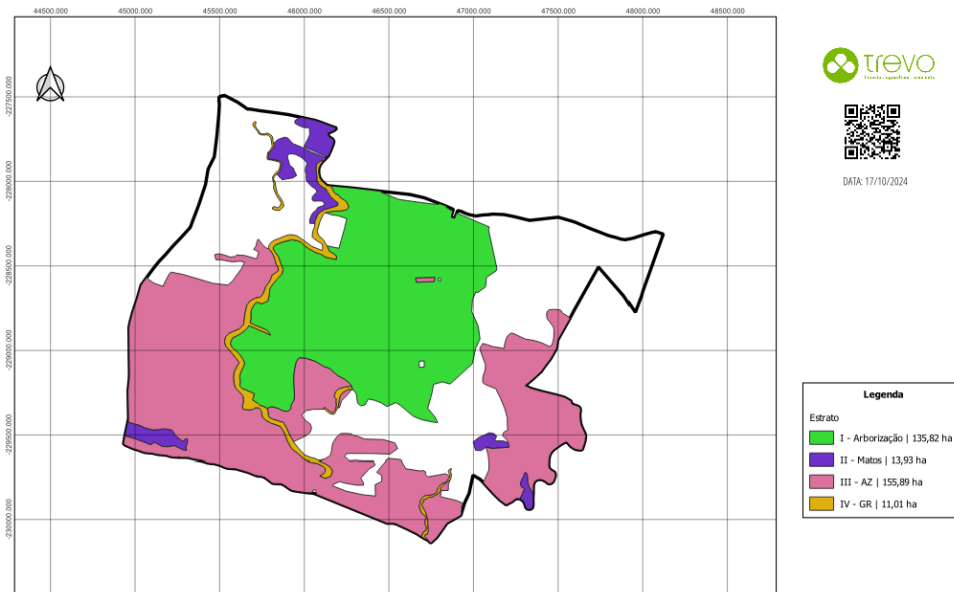 44500.000 45000.000 45500.000 46000.000 46500.000 47000.000 47500.000 48000.000 48500.000
-227500.000
-228000.000
-228500.000
-229000.000
-229500.000
-230000.000
trevo
DATA: 17/10/2024
Legenda
Estrato
I - Arborização | 135,82 ha
II - Matos | 13,93 ha
III - AZ | 155,89 ha
IV - GR | 11,01 ha